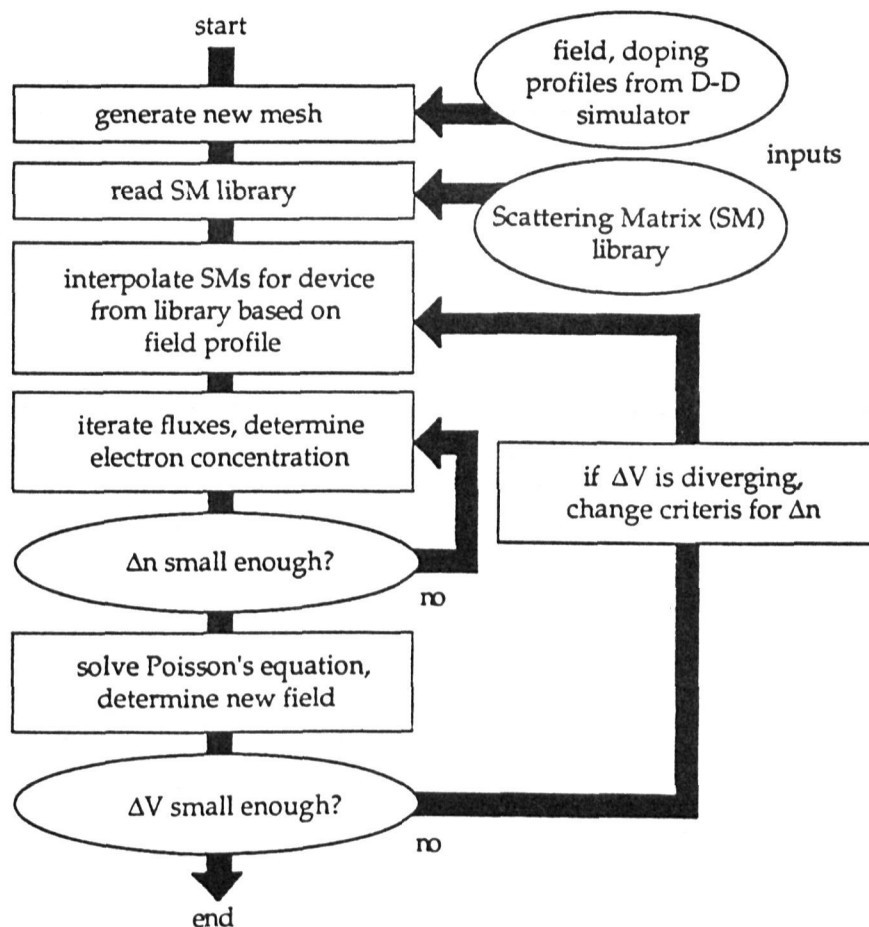 start
field, doping
profiles from D-D
simulator
generate new mesh
inputs
read SM library
Scattering Matrix (SM)
library
interpolate SMs for device
from library based on
field profile
iterate fluxes, determine
electron concentration
if ΔV is diverging,
change criteris for Δn
Δn small enough?
no
solve Poisson's equation,
determine new field
ΔV small enough?
no
end